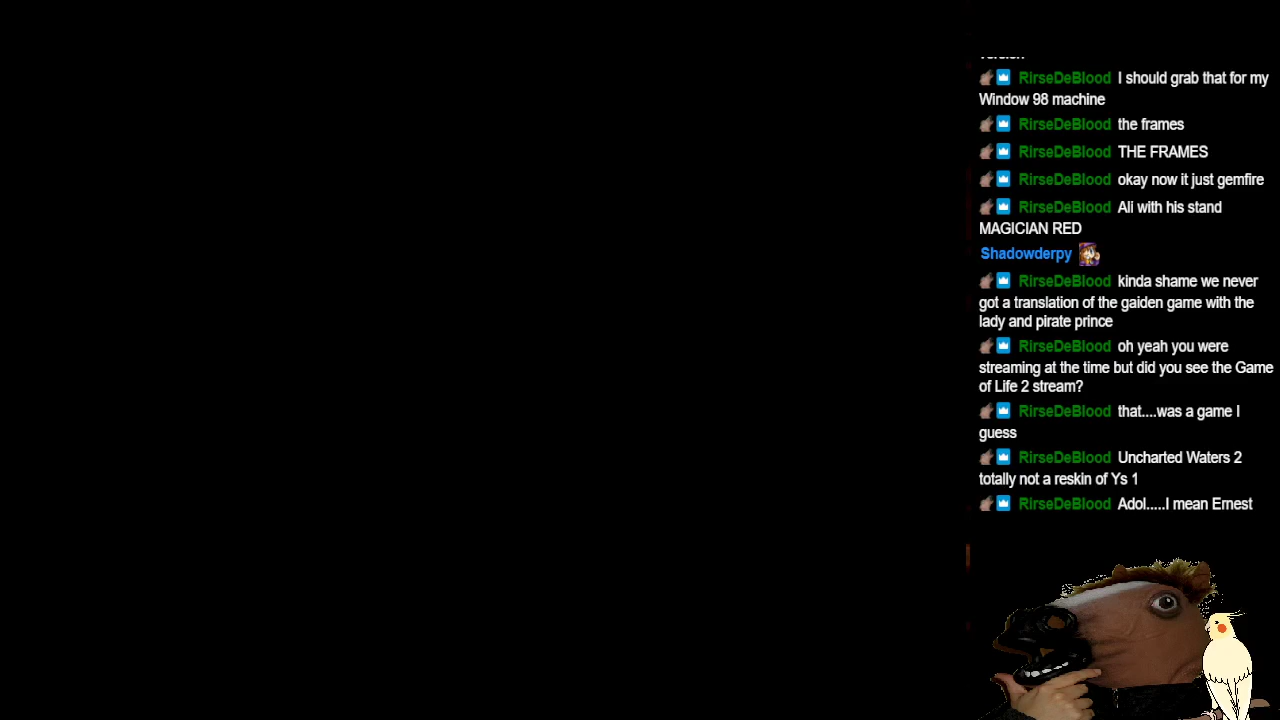 RirseDeBlood I should grab that for my
Window 98 machine
RirseDeBlood the frames
RirseDeBlood THE FRAMES
RirseDeBlood okay now it just gemfire
RirseDeBlood Ali with his stand
MAGICIAN RED
Shadowderpy
RirseDeBlood kinda shame we never
got a translation of the gaiden game with the
lady and pirate prince
RirseDeBlood oh yeah you were
streaming at the time but did you see the Game
of Life 2 stream?
RirseDeBlood that....was a game I
guess
RirseDeBlood Uncharted Waters 2
totally not a reskin of Ys 1
RirseDeBlood Adol.....I mean Ernest